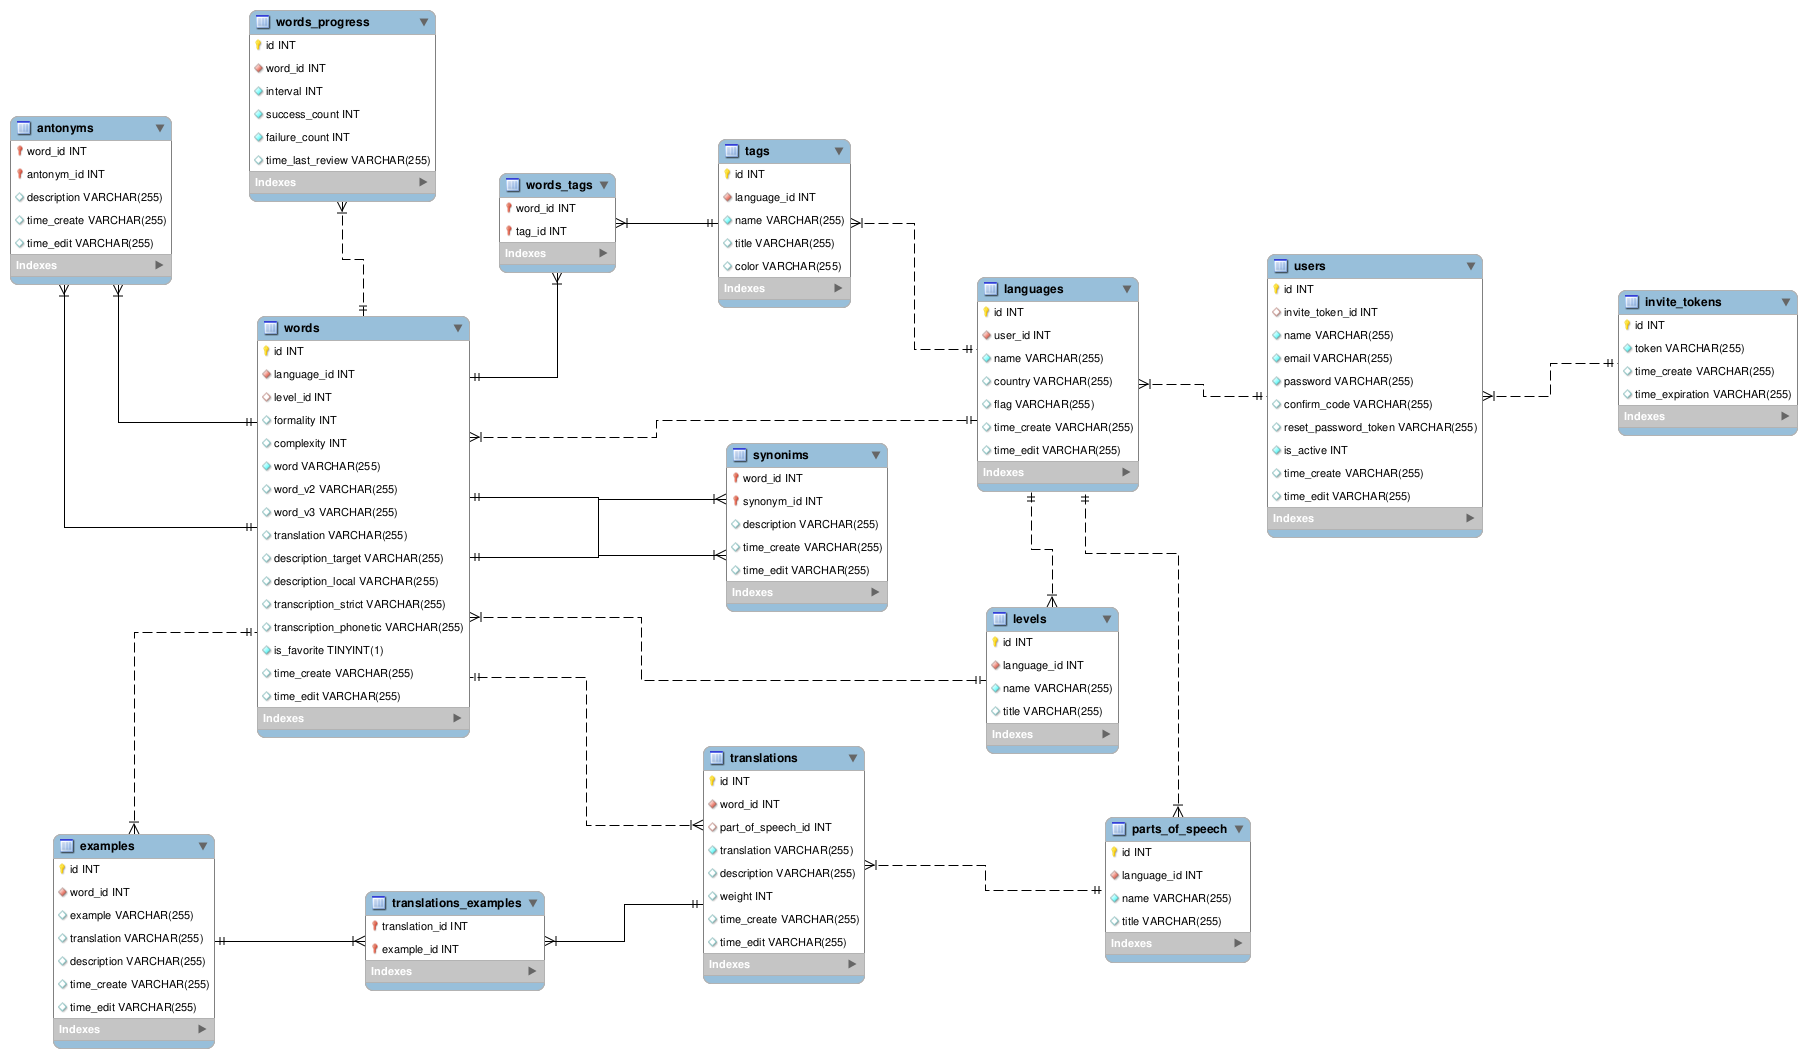 words_progress
id INT
word_id INT
interval INT
success_count INT
failure_count INT
time_last_review VARCHAR(255)
Indexes
antonyms
word_id INT
antonym_id INT
description VARCHAR(255)
time_create VARCHAR(255)
time_edit VARCHAR(255)
Indexes
words_tags
word_id INT
tag_id INT
Indexes
tags
id INT
language_id INT
name VARCHAR(255)
title VARCHAR(255)
color VARCHAR(255)
Indexes
languages
id INT
user_id INT
name VARCHAR(255)
country VARCHAR(255)
flag VARCHAR(255)
time_create VARCHAR(255)
time_edit VARCHAR(255)
Indexes
users
id INT
invite_token_id INT
name VARCHAR(255)
email VARCHAR(255)
password VARCHAR(255)
confirm_code VARCHAR(255)
reset_password_token VARCHAR(255)
is_active INT
time_create VARCHAR(255)
time_edit VARCHAR(255)
Indexes
invite_tokens
id INT
token VARCHAR(255)
time_create VARCHAR(255)
time_expiration VARCHAR(255)
Indexes
words
id INT
language_id INT
level_id INT
formality INT
complexity INT
word VARCHAR(255)
word_v2 VARCHAR(255)
word_v3 VARCHAR(255)
translation VARCHAR(255)
description_target VARCHAR(255)
description_local VARCHAR(255)
transcription_strict VARCHAR(255)
transcription_phonetic VARCHAR(255)
is_favorite TINYINT(1)
time_create VARCHAR(255)
time_edit VARCHAR(255)
Indexes
synonims
word_id INT
synonym_id INT
description VARCHAR(255)
time_create VARCHAR(255)
time_edit VARCHAR(255)
Indexes
levels
id INT
language_id INT
name VARCHAR(255)
title VARCHAR(255)
Indexes
translations
id INT
word_id INT
part_of_speech_id INT
translation VARCHAR(255)
description VARCHAR(255)
weight INT
time_create VARCHAR(255)
time_edit VARCHAR(255)
Indexes
parts_of_speech
id INT
language_id INT
name VARCHAR(255)
title VARCHAR(255)
Indexes
examples
id INT
word_id INT
example VARCHAR(255)
translation VARCHAR(255)
description VARCHAR(255)
time_create VARCHAR(255)
time_edit VARCHAR(255)
Indexes
translations_examples
translation_id INT
example_id INT
Indexes